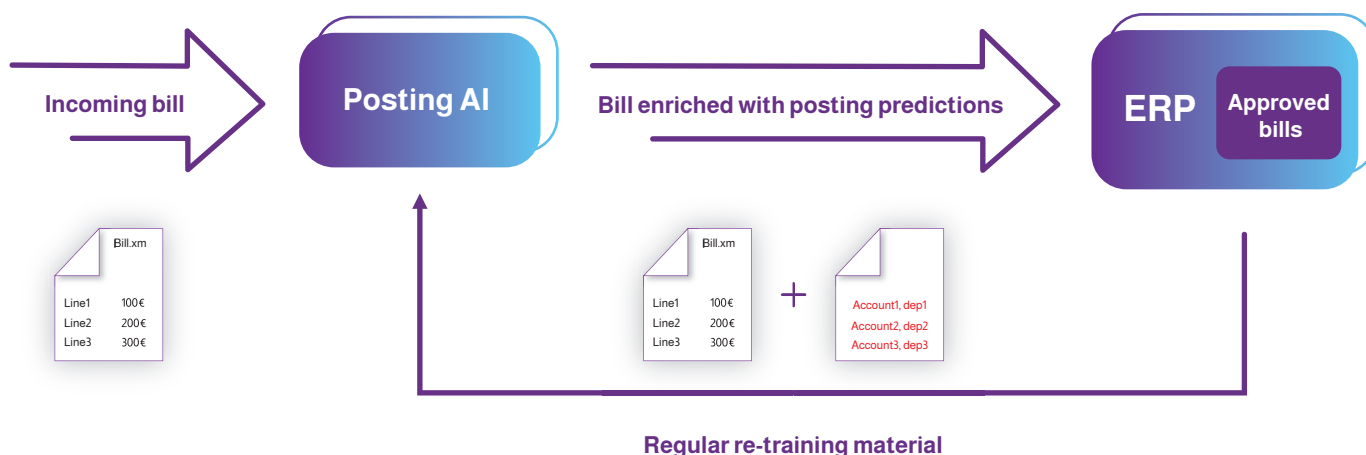 Incoming bill
Posting AI
Bill enriched with posting predictions
ERP
Approved
bills
Bill.xm
Line1 100€
Line2 200€
Line3 300€
Bill.xm
Line1 100€
Line2 200€
Line3 300€
+
Account1, dep1
Account2, dep2
Account3, dep3
Regular re-training material